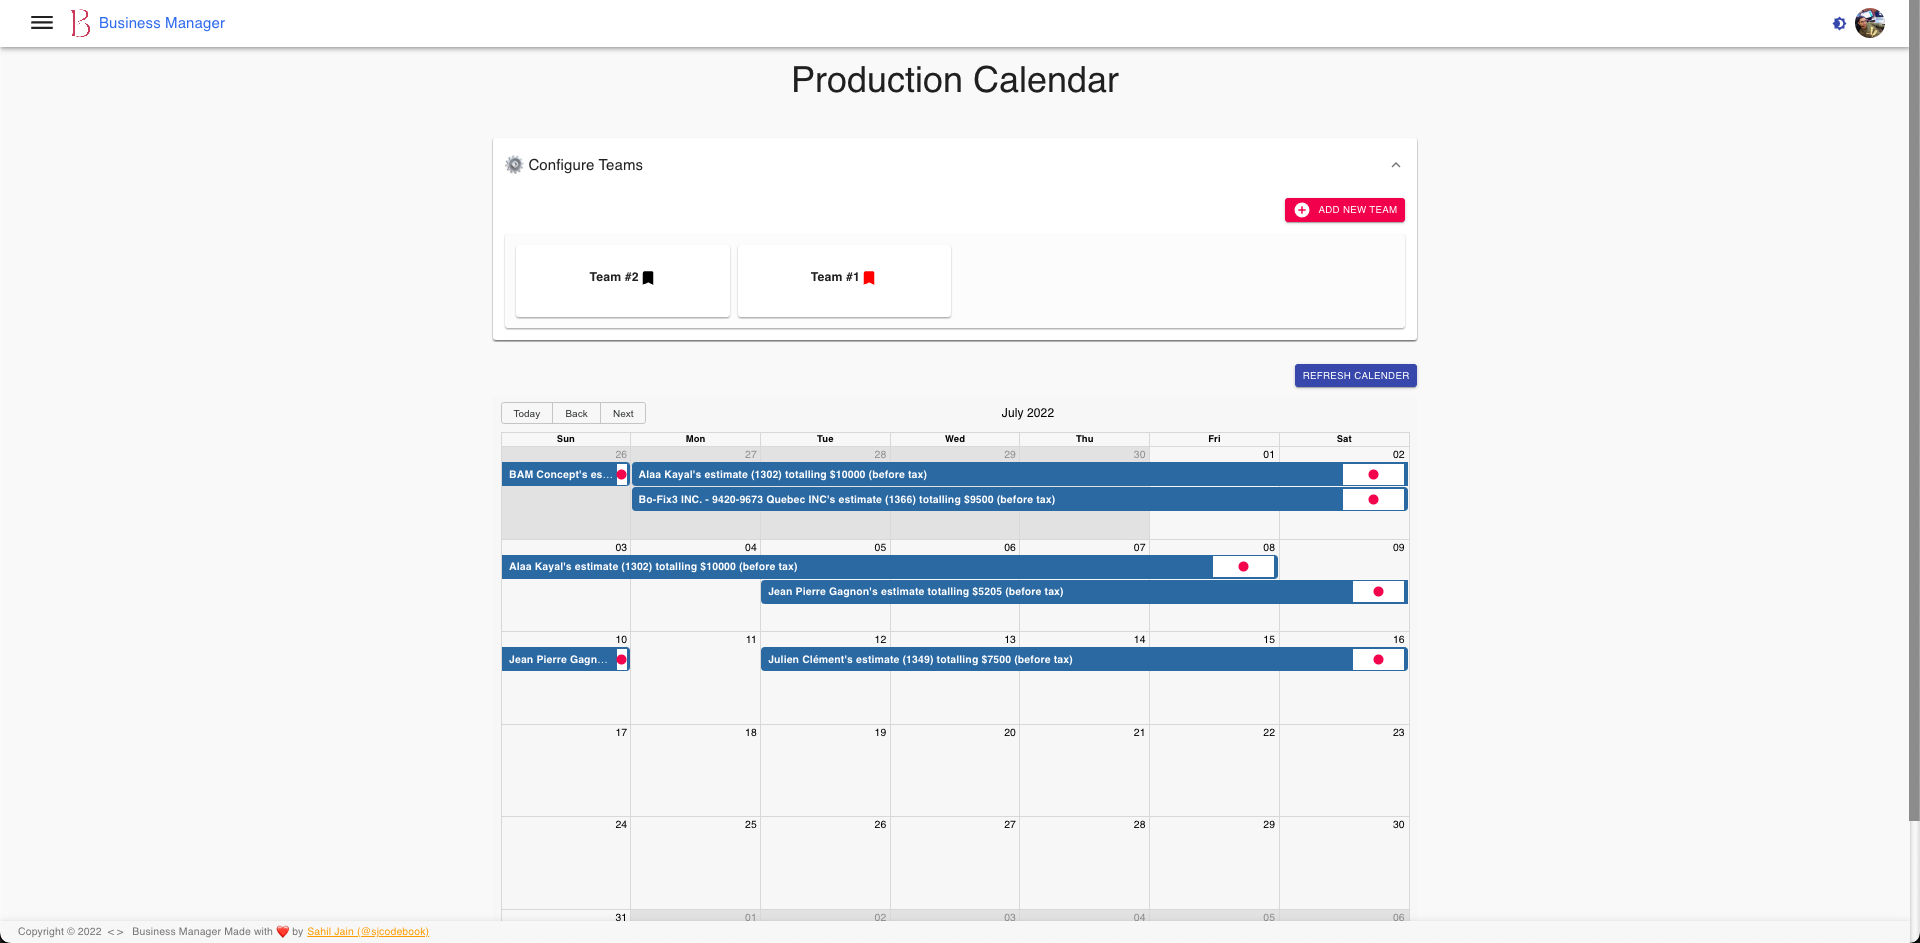 B Business Manager
Production Calendar
Configure Teams
ADD NEW TEAM
Team #2
Team #1
REFRESH CALENDER
Today Back Next
July 2022
Sun Mon Tue Wed Thu Fri Sat
26 27 28 29 30 01 02
BAM Concept's es...
Alaa Kayal's estimate (1302) totalling $10000 (before tax)
Bo-Fix3 INC. - 9420-9673 Quebec INC's estimate (1366) totalling $9500 (before tax)
03 04 05 06 07 08 09
Alaa Kayal's estimate (1302) totalling $10000 (before tax)
Jean Pierre Gagnon's estimate totalling $5205 (before tax)
10 11 12 13 14 15 16
Jean Pierre Gagn...
Julien Clément's estimate (1349) totalling $7500 (before tax)
17 18 19 20 21 22 23
24 25 26 27 28 29 30
31 01 02 03 04 05 06
Copyright © 2022 <> Business Manager Made with ❤️ by Sahil Jain (@sjcodebook)